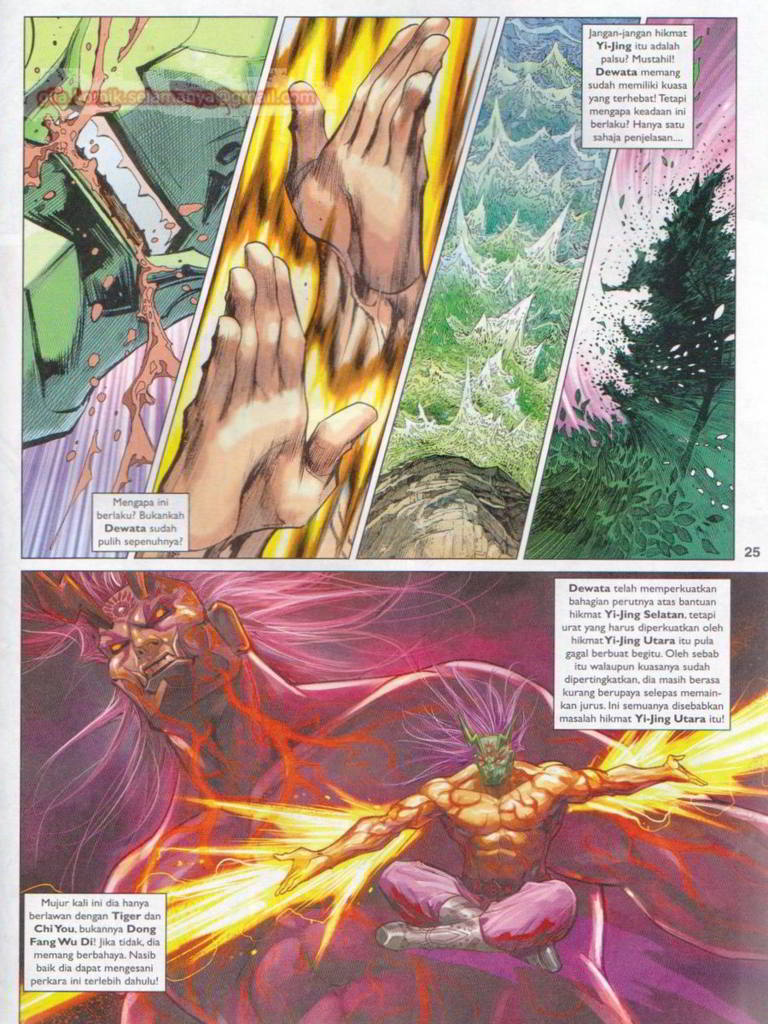 gila.komik.selamanya@gmail.com
Jangan-jangan hikmat
Yi-Jing itu adalah
palsu? Mustahil!
Dewata memang
sudah memiliki kuasa
yang terhebat! Tetapi
mengapa keadaan ini
berlaku? Hanya satu
sahaja penjelasan....
Mengapa ini
berlaku? Bukankah
Dewata sudah
pulih sepenuhnya?
25
Dewata telah memperkuatkan
bahagian perutnya atas bantuan
hikmat Yi-Jing Selatan, tetapi
urat yang harus diperkuatkan oleh
hikmat Yi-Jing Utara itu pula
gagal berbuat begitu. Oleh sebab
itu walaupun kuasanya sudah
dipertingkatkan, dia masih berasa
kurang berupaya selepas memain-
kan jurus. Ini semuanya disebabkan
masalah hikmat Yi-Jing Utara itu!
Mujur kali ini dia hanya
berlawan dengan Tiger dan
Chi You, bukannya Dong
Fang Wu Di! Jika tidak, dia
memang berbahaya. Nasib
baik dia dapat mengesani
perkara ini terlebih dahulu!